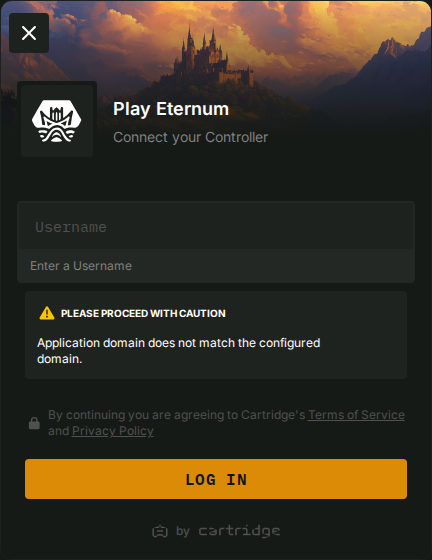 Play Eternum
Connect your Controller
Username
Enter a Username
PLEASE PROCEED WITH CAUTION
Application domain does not match the configured
domain.
By continuing you are agreeing to Cartridge's Terms of Service
and Privacy Policy
LOG IN
by cartridge